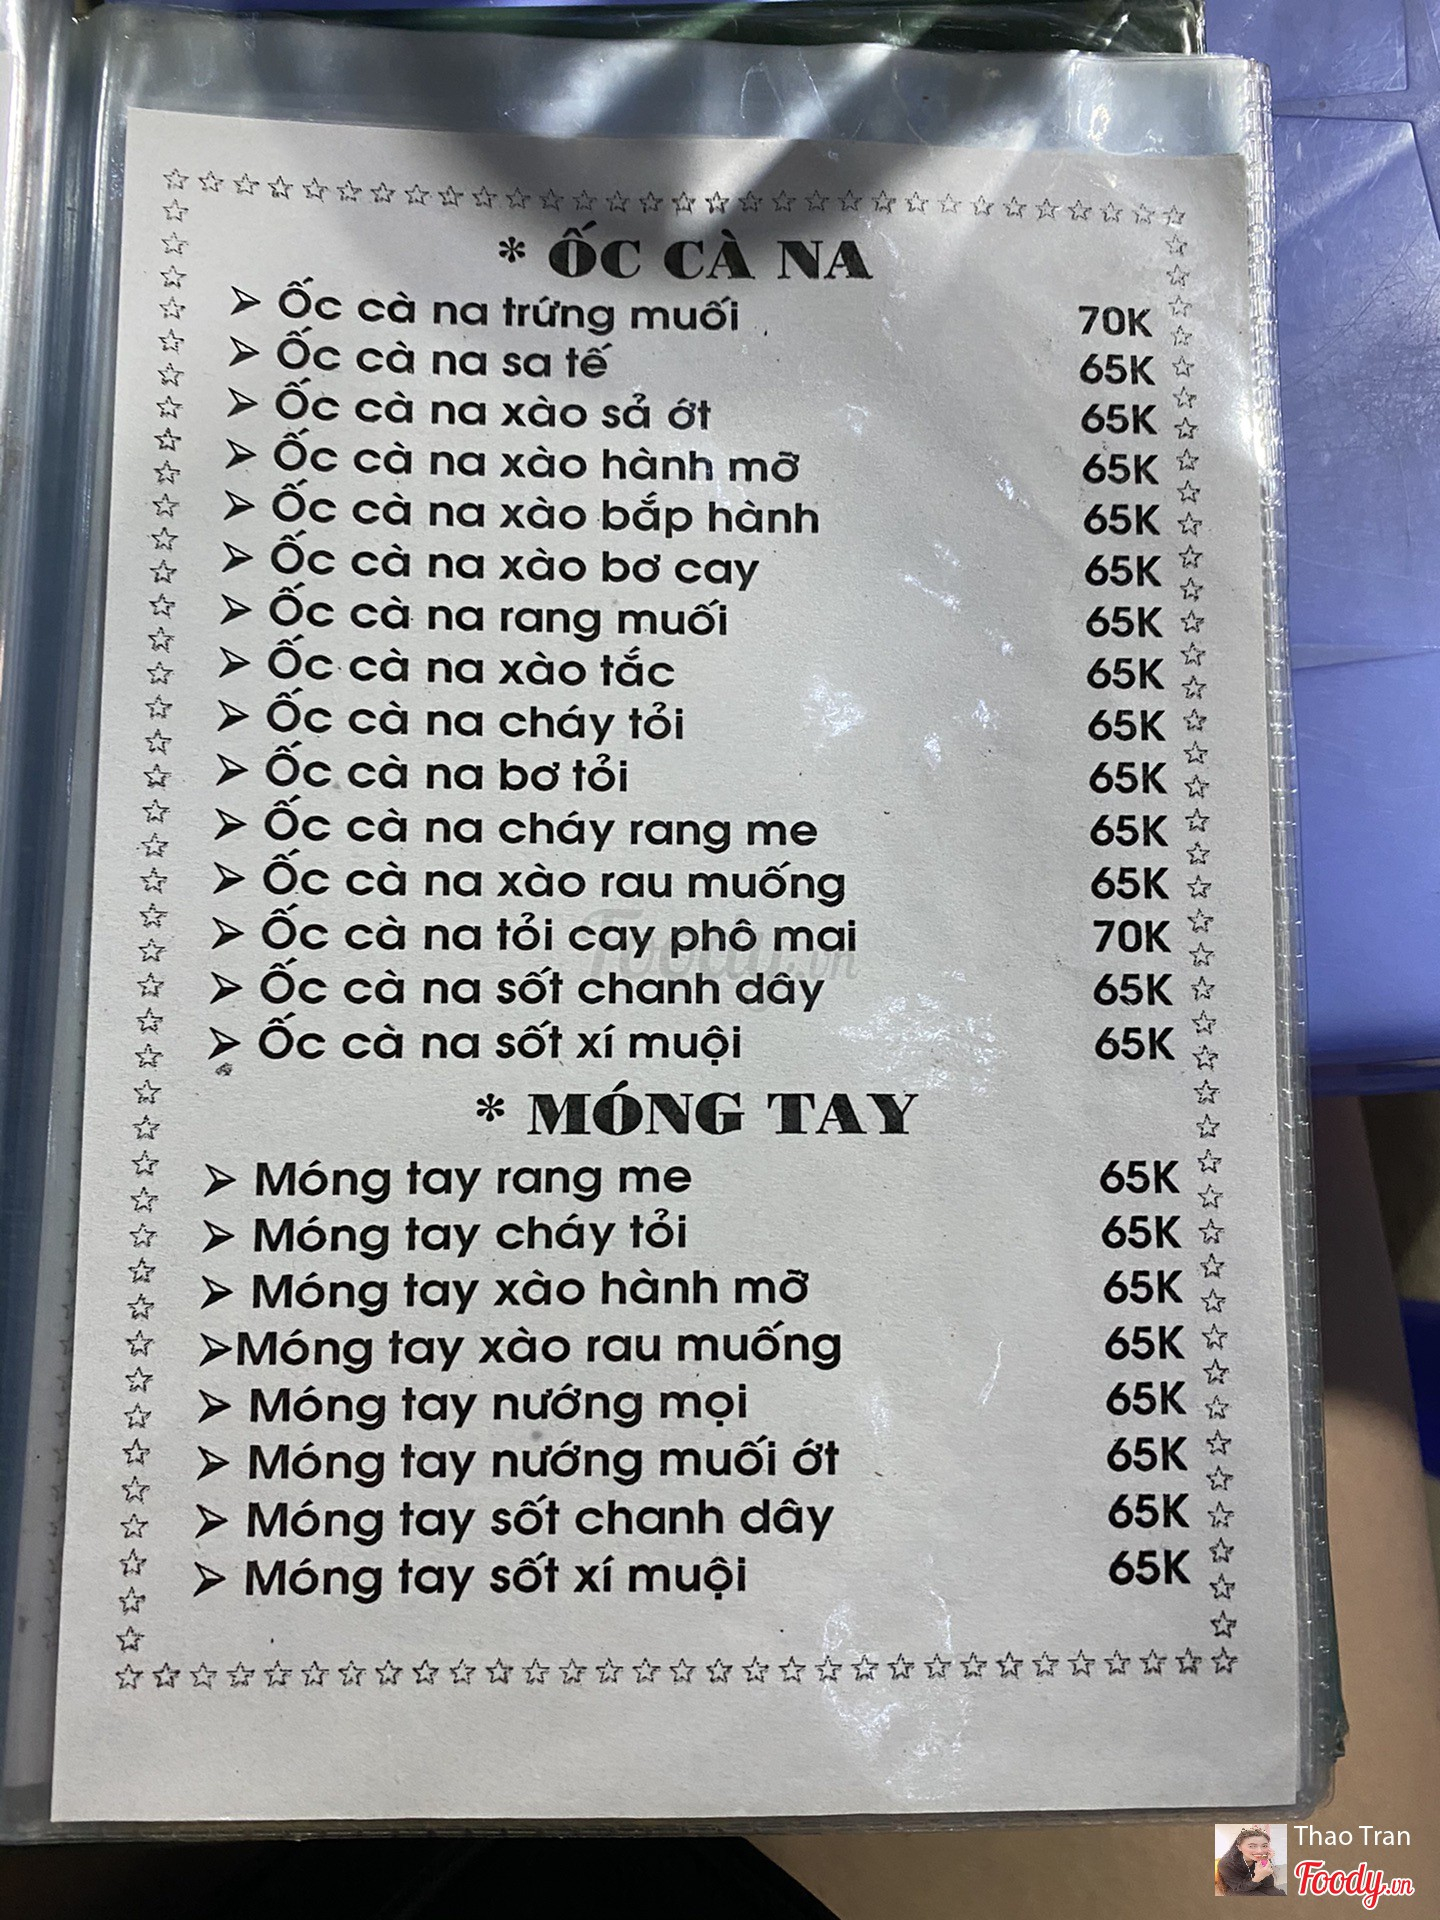 * ỐC CÀ NA
➢ Ốc cà na trứng muối 70K
➢ Ốc cà na sa tế 65K
➢ Ốc cà na xào sả ớt 65K
➢ Ốc cà na xào hành mỡ 65K
➢ Ốc cà na xào bắp hành 65K
➢ Ốc cà na xào bơ cay 65K
➢ Ốc cà na rang muối 65K
➢ Ốc cà na xào tắc 65K
➢ Ốc cà na cháy tỏi 65K
➢ Ốc cà na bơ tỏi 65K
➢ Ốc cà na cháy rang me 65K
➢ Ốc cà na xào rau muống 65K
➢ Ốc cà na tỏi cay phô mai 70K
➢ Ốc cà na sốt chanh dây 65K
➢ Ốc cà na sốt xí muội 65K
* MÓNG TAY
➢ Móng tay rang me 65K
➢ Móng tay cháy tỏi 65K
➢ Móng tay xào hành mỡ 65K
➢Móng tay xào rau muống 65K
➢ Móng tay nướng mọi 65K
➢ Móng tay nướng muối ớt 65K
➢ Móng tay sốt chanh dây 65K
➢ Móng tay sốt xí muội 65K
Foody.vn
Thao Tran
Foody.vn